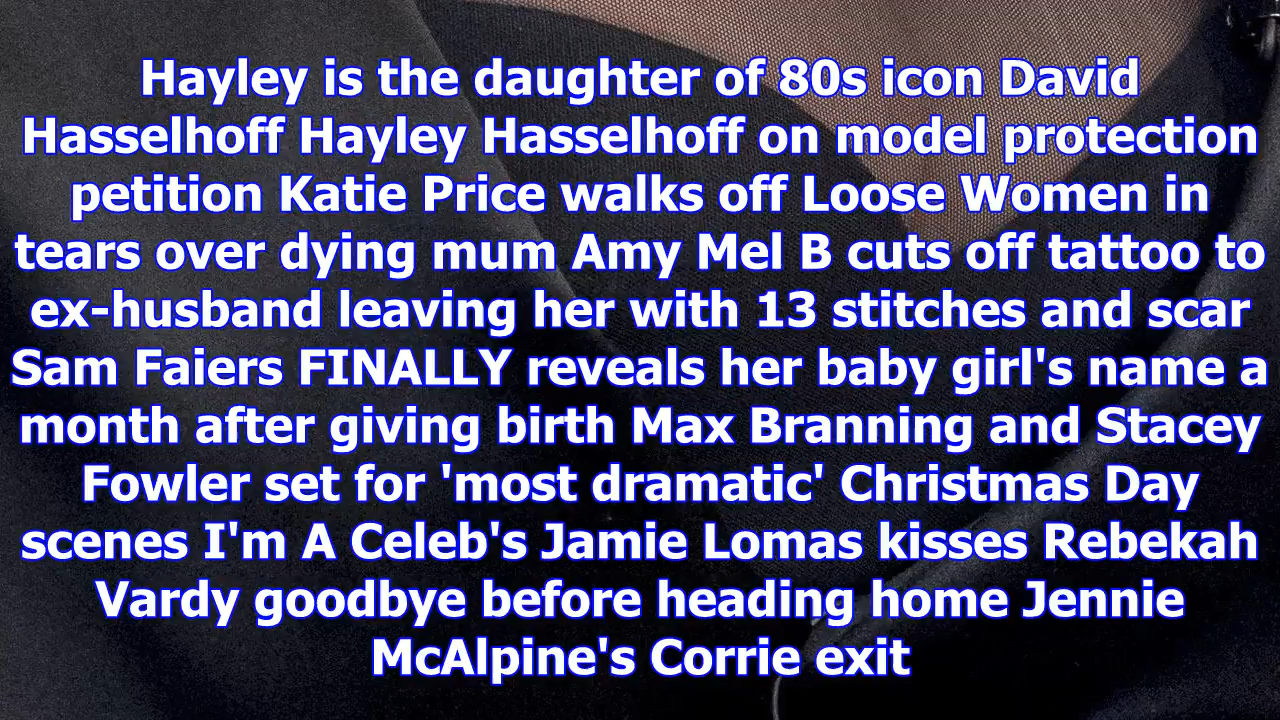 Hayley is the daughter of 80s icon David
Hasselhoff Hayley Hasselhoff on model protection
petition Katie Price walks off Loose Women in
tears over dying mum Amy Mel B cuts off tattoo to
ex-husband leaving her with 13 stitches and scar
Sam Faiers FINALLY reveals her baby girl's name a
month after giving birth Max Branning and Stacey
Fowler set for 'most dramatic' Christmas Day
scenes I'm A Celeb's Jamie Lomas kisses Rebekah
Vardy goodbye before heading home Jennie
McAlpine's Corrie exit